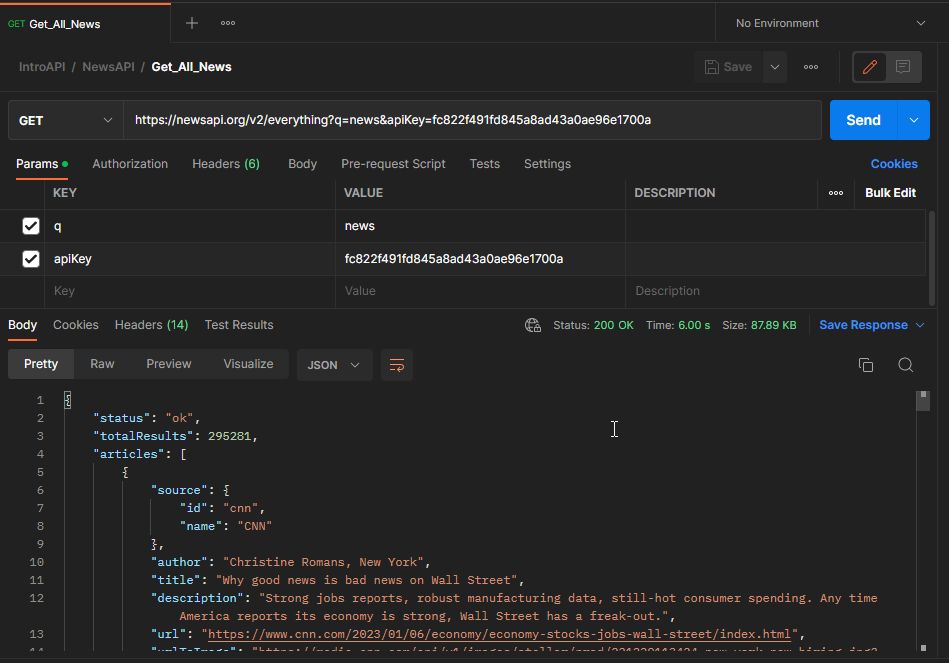 GET Get_All_News
No Environment
IntroAPI / NewsAPI / Get_All_News
Save
GET https://newsapi.org/v2/everything?q=news&apiKey=fc822f491fd845a8ad43a0ae96e1700a Send
Params Authorization Headers (6) Body Pre-request Script Tests Settings Cookies
KEY VALUE DESCRIPTION Bulk Edit
q news
apiKey fc822f491fd845a8ad43a0ae96e1700a
Key Value Description
Body Cookies Headers (14) Test Results Status: 200 OK Time: 6.00 s Size: 87.89 KB Save Response
Pretty Raw Preview Visualize JSON
1 {
2 "status": "ok",
3 "totalResults": 295281,
4 "articles": [
5 {
6 "source": {
7 "id": "cnn",
8 "name": "CNN"
9 },
10 "author": "Christine Romans, New York",
11 "title": "Why good news is bad news on Wall Street",
12 "description": "Strong jobs reports, robust manufacturing data, still-hot consumer spending. Any time
America reports its economy is strong, Wall Street has a freak-out.",
13 "url": "https://www.cnn.com/2023/01/06/economy/economy-stocks-jobs-wall-street/index.html",
14 "urlToImage":